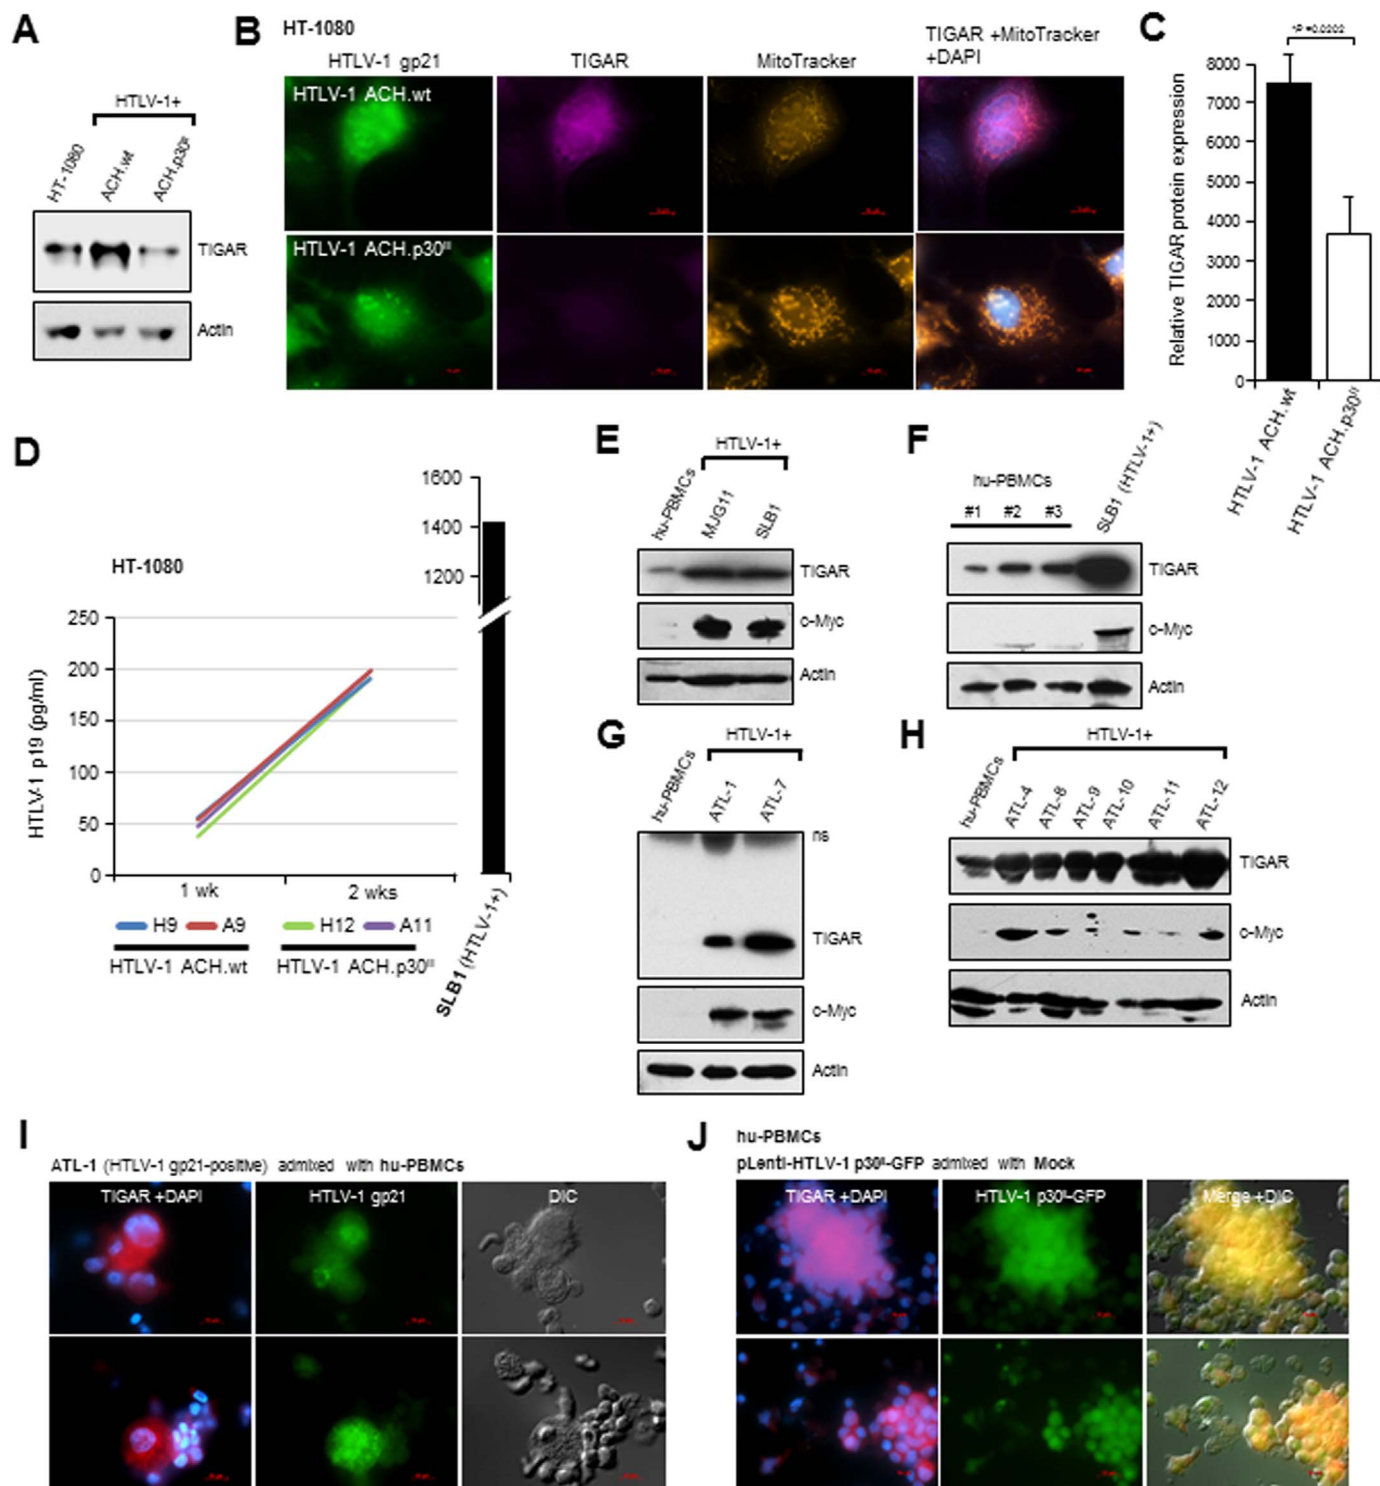 A
HTLV-1+
HT-1080
ACH.wt
ACH.p30ᴵᴵ
TIGAR
Actin
B
HT-1080
HTLV-1 gp21
TIGAR
MitoTracker
TIGAR +MitoTracker
+DAPI
HTLV-1 ACH.wt
HTLV-1 ACH.p30ᴵᴵ
C
*P =0.0202
Relative TIGAR protein expression
8000
7000
6000
5000
4000
3000
2000
1000
0
HTLV-1 ACH.wt
HTLV-1 ACH.p30ᴵᴵ
D
HT-1080
HTLV-1 p19 (pg/ml)
250
200
150
100
50
0
1 wk
2 wks
1600
1400
1200
H9
A9
H12
A11
HTLV-1 ACH.wt
HTLV-1 ACH.p30ᴵᴵ
SLB1 (HTLV-1+)
E
HTLV-1+
hu-PBMCs
MJG11
SLB1
TIGAR
c-Myc
Actin
F
hu-PBMCs
#1 #2 #3
SLB1 (HTLV-1+)
TIGAR
c-Myc
Actin
G
HTLV-1+
hu-PBMCs
ATL-1
ATL-7
ns
TIGAR
c-Myc
Actin
H
HTLV-1+
hu-PBMCs
ATL-4
ATL-8
ATL-9
ATL-10
ATL-11
ATL-12
TIGAR
c-Myc
Actin
I
ATL-1 (HTLV-1 gp21-positive) admixed with hu-PBMCs
TIGAR +DAPI
HTLV-1 gp21
DIC
J
hu-PBMCs
pLenti-HTLV-1 p30ᴵᴵ-GFP admixed with Mock
TIGAR +DAPI
HTLV-1 p30ᴵᴵ-GFP
Merge +DIC